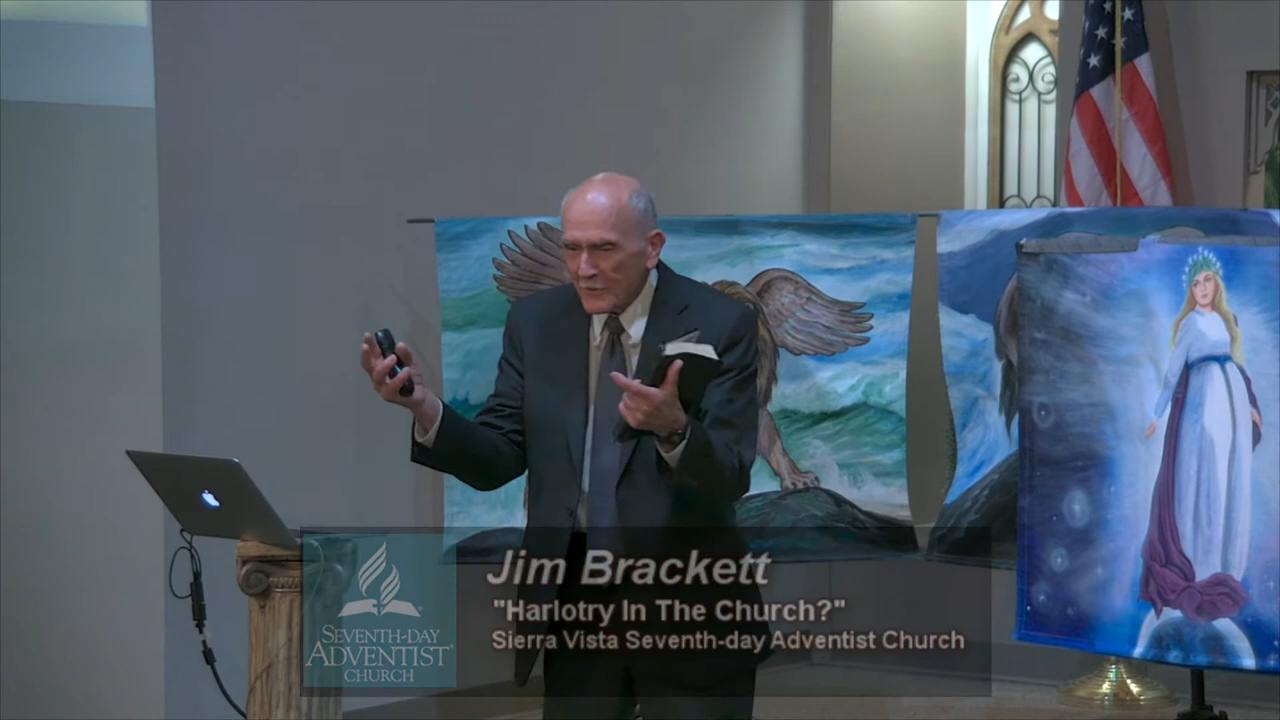 Jim Brackett
"Harlotry In The Church?"
Sierra Vista Seventh-day Adventist Church
SEVENTH-DAY
ADVENTIST
CHURCH